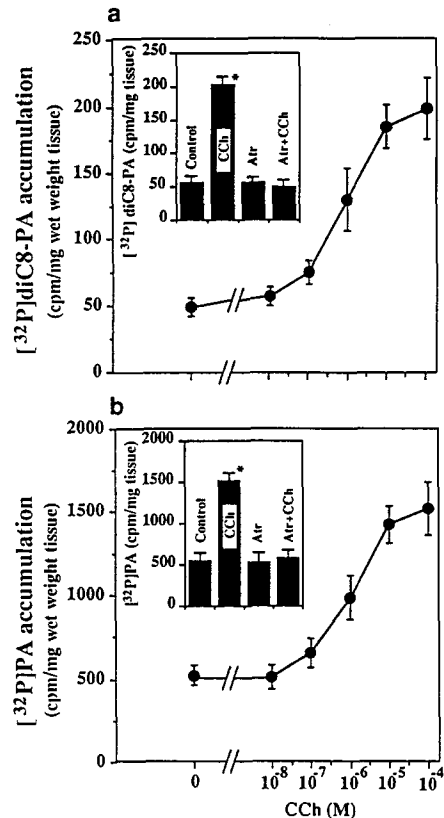 a
[³²P]diC8-PA accumulation
(cpm/mg wet weight tissue)
250
200
150
100
50
0
[³²P] diC8-PA (cpm/mg tissue)
250
200
150
100
50
0
Control
CCh
*
Atr
Atr+CCh
b
[³²P]PA accumulation
(cpm/mg wet weight tissue)
2000
1500
1000
500
0
[³²P]PA (cpm/mg tissue)
2000
1500
1000
500
0
Control
CCh
*
Atr
Atr+CCh
0
10⁻⁸
10⁻⁷
10⁻⁶
10⁻⁵
10⁻⁴
CCh (M)